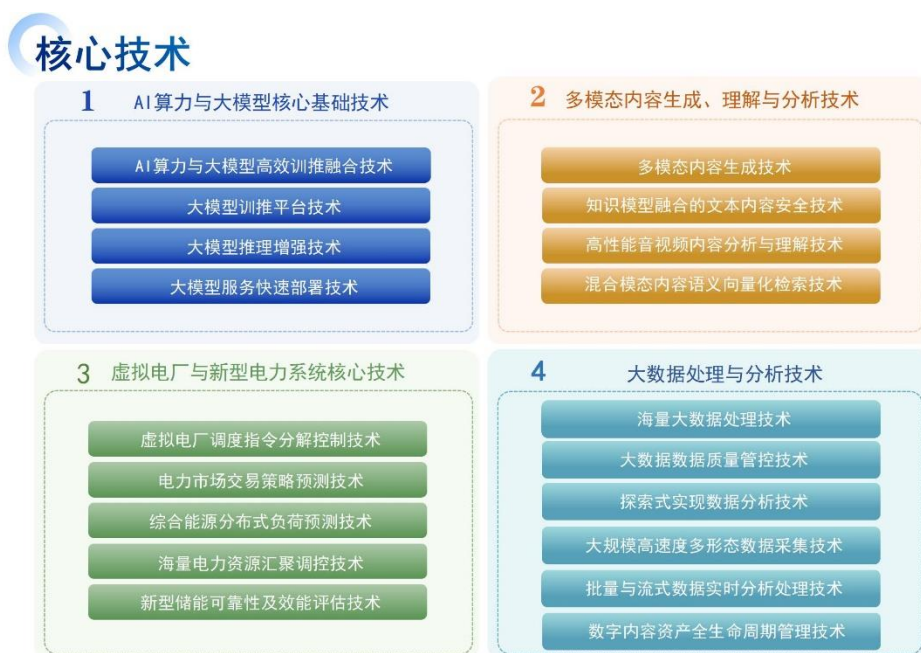 核心技术
1 AI算力与大模型核心基础技术
AI算力与大模型高效训推融合技术
大模型训推平台技术
大模型推理增强技术
大模型服务快速部署技术
2 多模态内容生成、理解与分析技术
多模态内容生成技术
知识模型融合的文本内容安全技术
高性能音视频内容分析与理解技术
混合模态内容语义向量化检索技术
3 虚拟电厂与新型电力系统核心技术
虚拟电厂调度指令分解控制技术
电力市场交易策略预测技术
综合能源分布式负荷预测技术
海量电力资源汇聚调控技术
新型储能可靠性及效能评估技术
4 大数据处理与分析技术
海量大数据处理技术
大数据数据质量管控技术
探索式实现数据分析技术
大规模高速度多形态数据采集技术
批量与流式数据实时分析处理技术
数字内容资产全生命周期管理技术